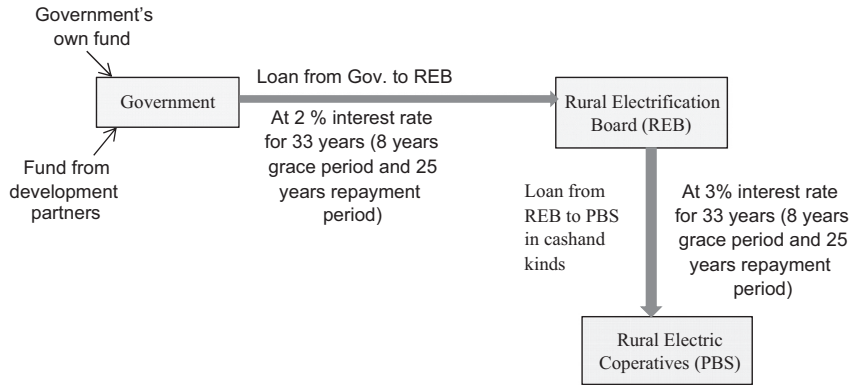 Government's
own fund
Government
Fund from
development
partners
Loan from Gov. to REB
At 2 % interest rate
for 33 years (8 years
grace period and 25
years repayment
period)
Rural Electrification
Board (REB)
Loan from
REB to PBS
in cashand
kinds
At 3% interest rate
for 33 years (8 years
grace period and 25
years repayment
period)
Rural Electric
Coperatives (PBS)